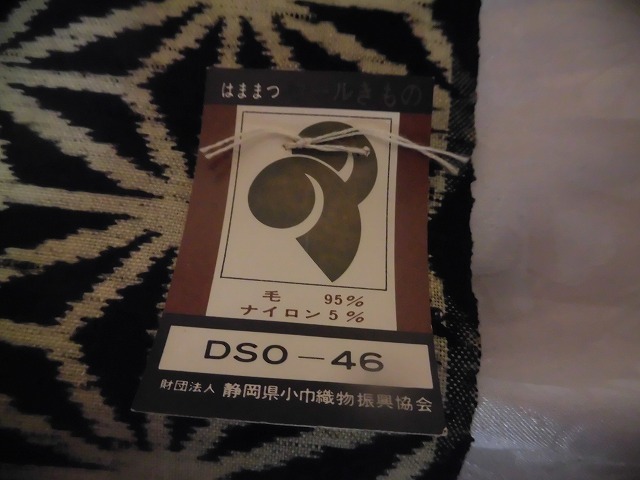 はままつ ウールきもの
毛 95%
ナイロン 5%
DSO-46
財団法人 静岡県小巾織物振興協会